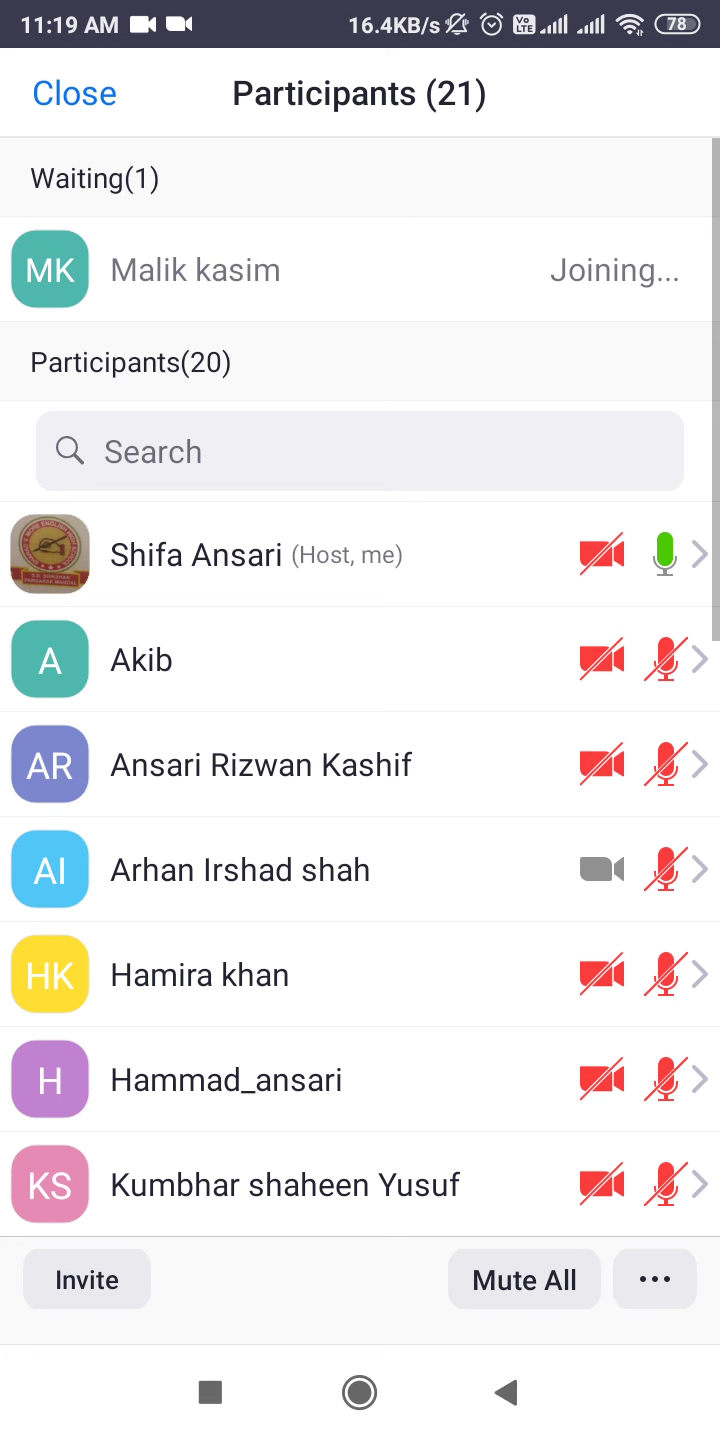 11:19 AM 16.4KB/s Vo LTE 78
Close Participants (21)
Waiting(1)
MK Malik kasim Joining...
Participants(20)
Search
Shifa Ansari (Host, me)
A Akib
AR Ansari Rizwan Kashif
AI Arhan Irshad shah
HK Hamira khan
H Hammad_ansari
KS Kumbhar shaheen Yusuf
Invite Mute All ...